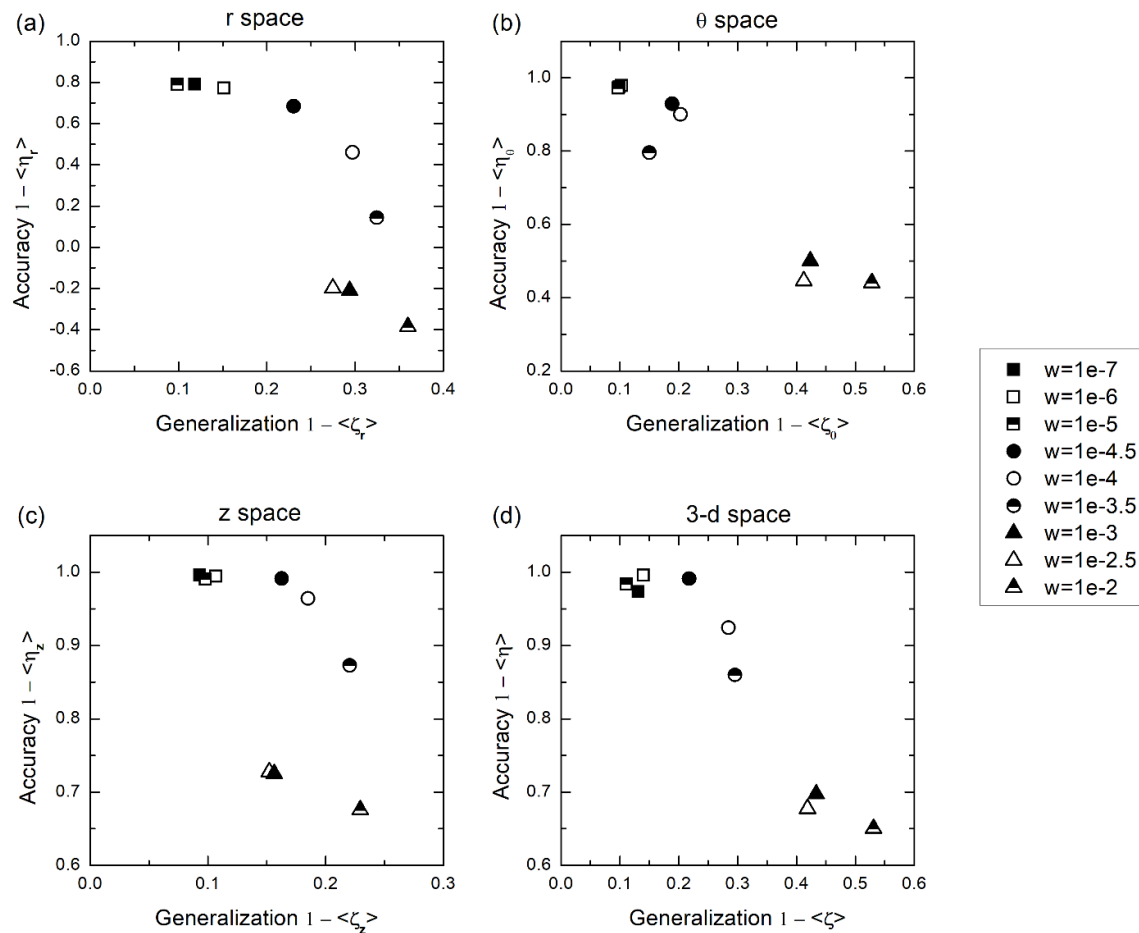 (a) r space
1.0
0.8
0.6
0.4
0.2
0.0
-0.2
-0.4
-0.6
0.0 0.1 0.2 0.3 0.4
Accuracy 1 – <η_r>
Generalization 1 – <ζ_r>
(b) θ space
1.0
0.8
0.6
0.4
0.2
0.0 0.1 0.2 0.3 0.4 0.5 0.6
Accuracy 1 – <η_θ>
Generalization 1 – <ζ_θ>
w=1e-7
w=1e-6
w=1e-5
w=1e-4.5
w=1e-4
w=1e-3.5
w=1e-3
w=1e-2.5
w=1e-2
(c) z space
1.0
0.9
0.8
0.7
0.6
0.0 0.1 0.2 0.3
Accuracy 1 – <η_z>
Generalization 1 – <ζ_z>
(d) 3-d space
1.0
0.9
0.8
0.7
0.6
0.0 0.1 0.2 0.3 0.4 0.5 0.6
Accuracy 1 – <η>
Generalization 1 – <ζ>